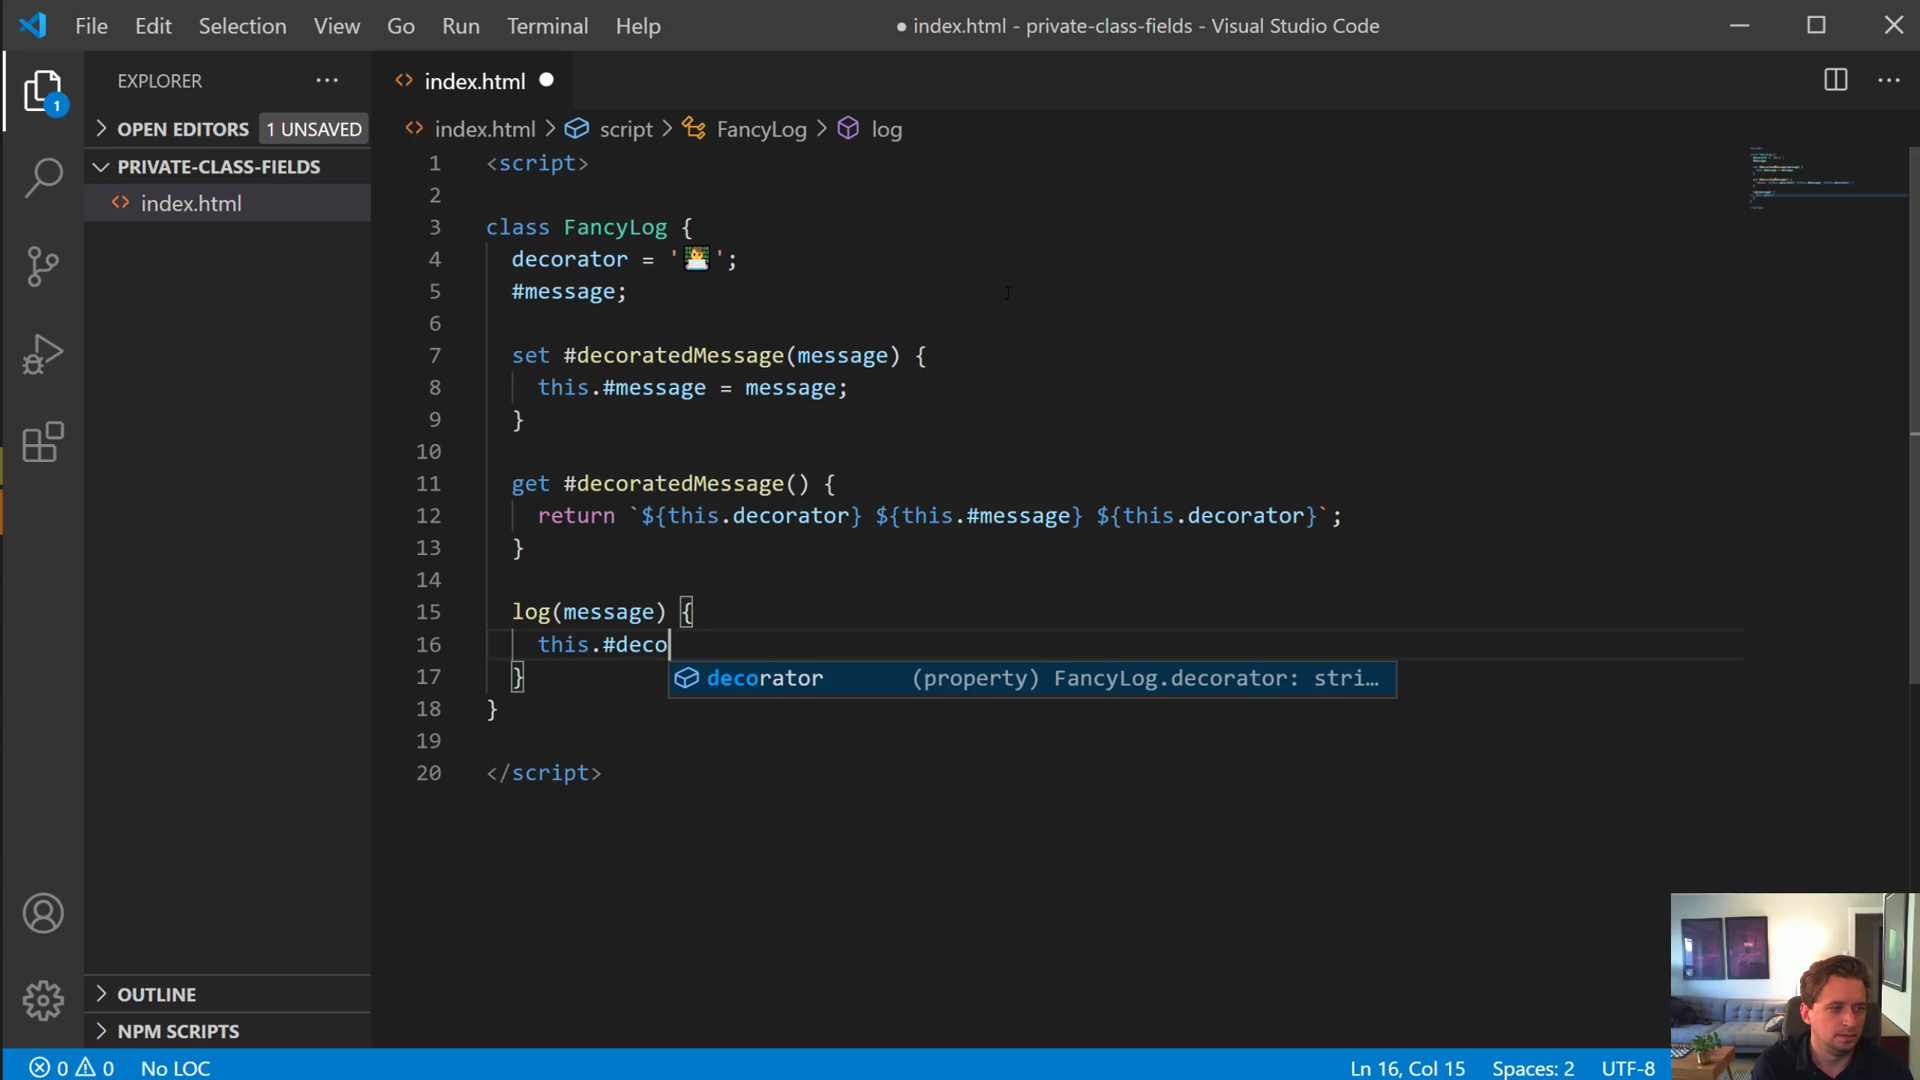 File Edit Selection View Go Run Terminal Help
● index.html - private-class-fields - Visual Studio Code
EXPLORER
OPEN EDITORS 1 UNSAVED
PRIVATE-CLASS-FIELDS
index.html
1
OUTLINE
NPM SCRIPTS
index.html
index.html > script > FancyLog > log
1 <script>
2
3 class FancyLog {
4 decorator = '👨‍💻';
5 #message;
6
7 set #decoratedMessage(message) {
8 this.#message = message;
9 }
10
11 get #decoratedMessage() {
12 return `${this.decorator} ${this.#message} ${this.decorator}`;
13 }
14
15 log(message) {
16 this.#deco
17 }
decorator (property) FancyLog.decorator: stri…
18 }
19
20 </script>
0 0 No LOC
Ln 16, Col 15 Spaces: 2 UTF-8